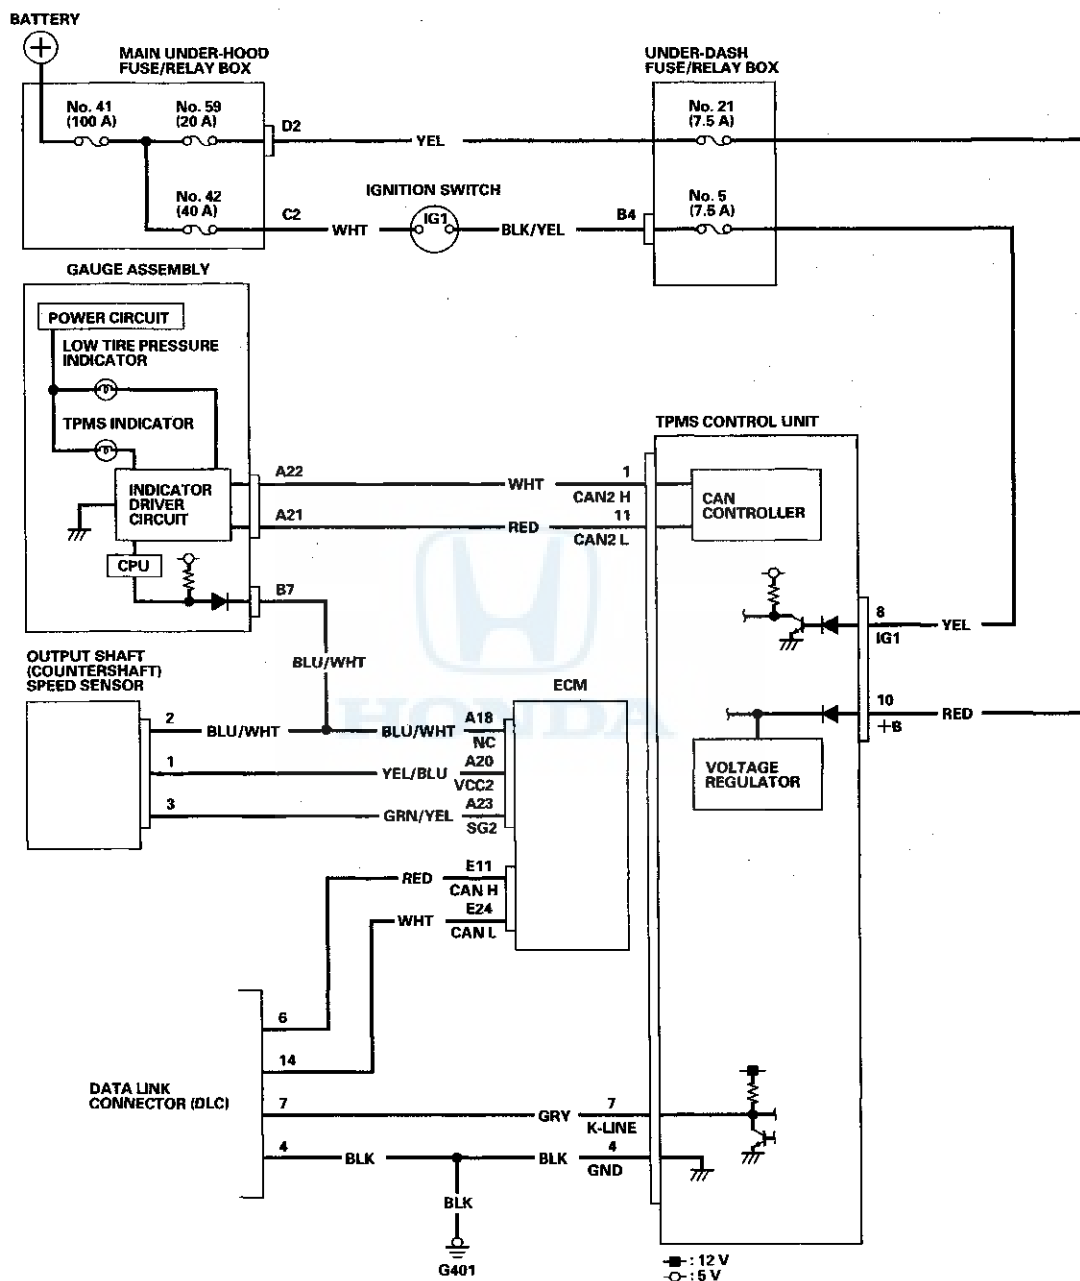 BATTERY
MAIN UNDER-HOOD
FUSE/RELAY BOX
UNDER-DASH
FUSE/RELAY BOX
No. 41
(100 A)
No. 59
(20 A)
D2
YEL
No. 21
(7.5 A)
No. 42
(40 A)
C2
WHT
IGNITION SWITCH
IG1
BLK/YEL
B4
No. 5
(7.5 A)
GAUGE ASSEMBLY
POWER CIRCUIT
LOW TIRE PRESSURE
INDICATOR
TPMS INDICATOR
INDICATOR
DRIVER
CIRCUIT
CPU
A22
WHT
1
CAN2 H
A21
RED
11
CAN2 L
B7
BLU/WHT
TPMS CONTROL UNIT
CAN
CONTROLLER
8
YEL
IG1
10
RED
+B
VOLTAGE
REGULATOR
OUTPUT SHAFT
(COUNTERSHAFT)
SPEED SENSOR
ECM
2
BLU/WHT
BLU/WHT
A18
NC
1
YEL/BLU
A20
VCC2
3
GRN/YEL
A23
SG2
HONDA
RED
E11
CAN H
WHT
E24
CAN L
DATA LINK
CONNECTOR (DLC)
6
14
7
GRY
7
K-LINE
4
BLK
BLK
4
GND
BLK
G401
: 12 V
: 5 V